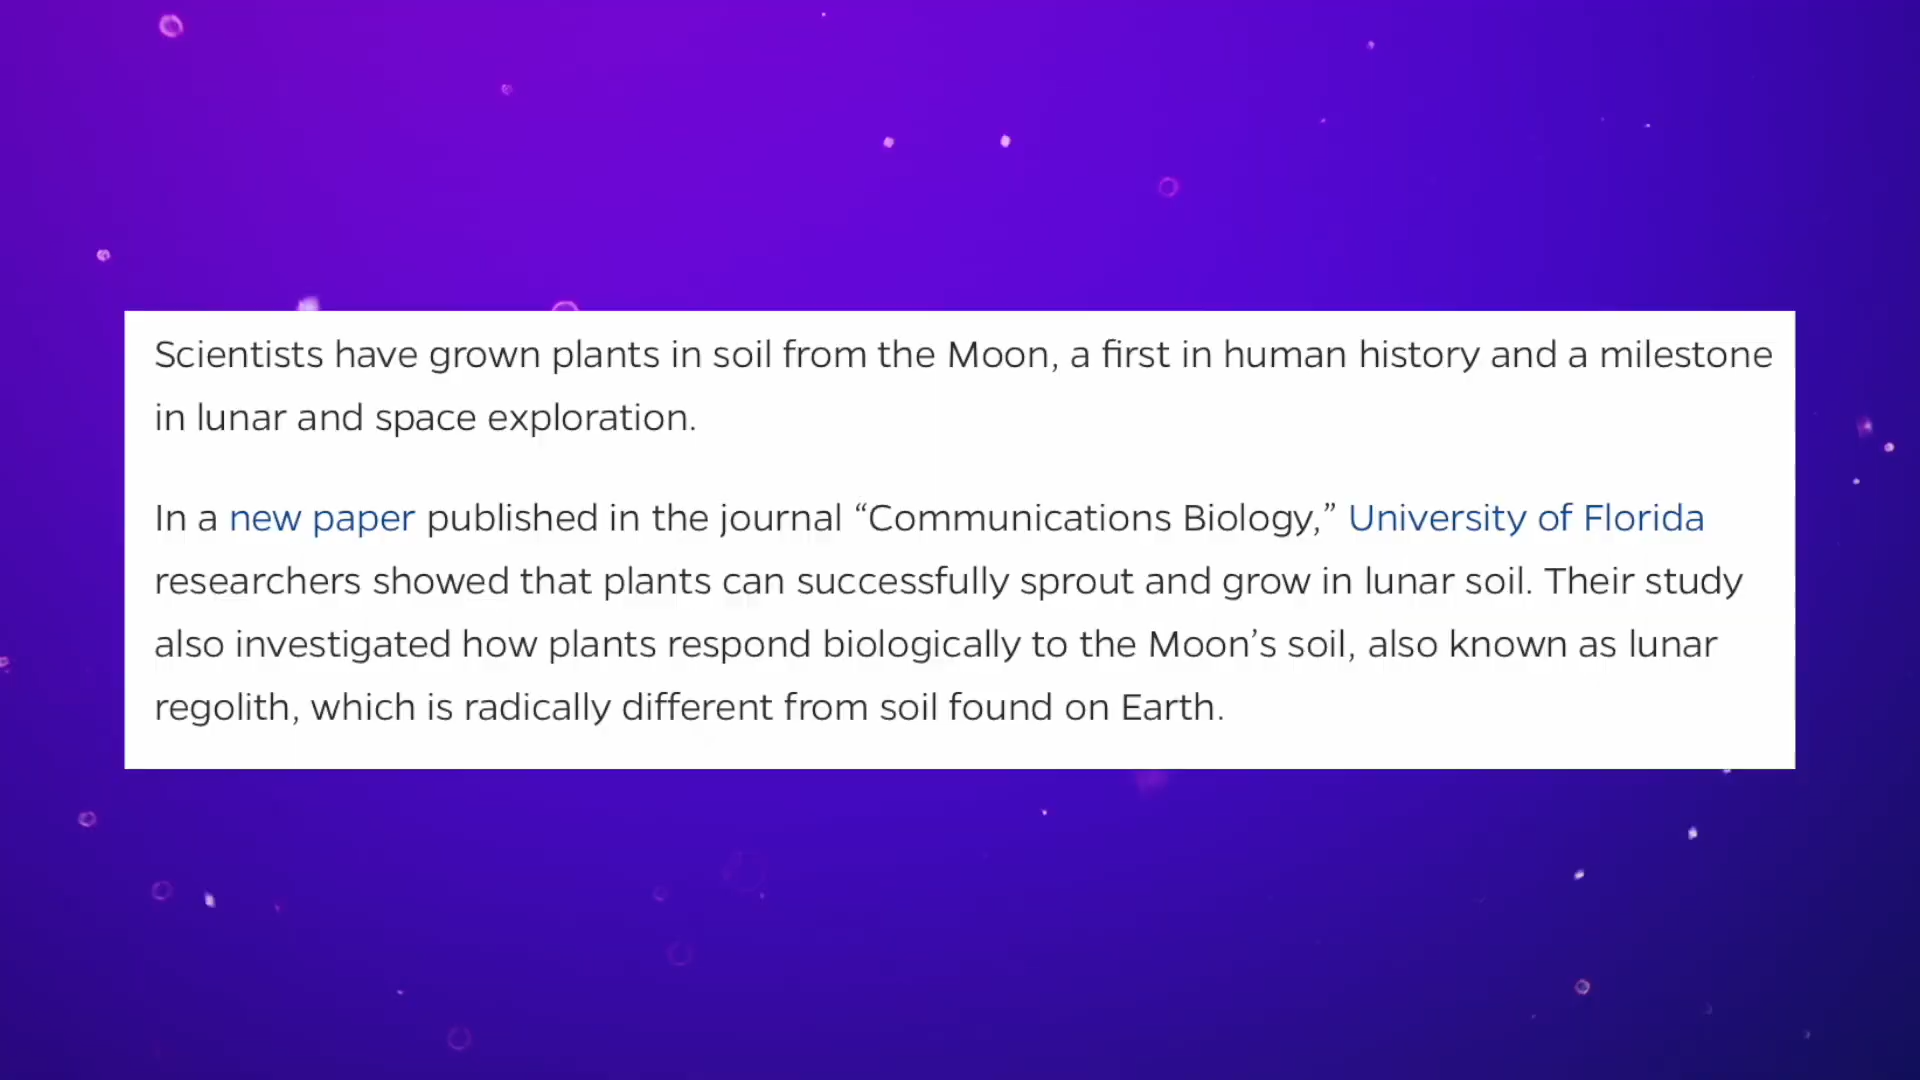 Scientists have grown plants in soil from the Moon, a first in human history and a milestone
in lunar and space exploration.
In a new paper published in the journal “Communications Biology,” University of Florida
researchers showed that plants can successfully sprout and grow in lunar soil. Their study
also investigated how plants respond biologically to the Moon’s soil, also known as lunar
regolith, which is radically different from soil found on Earth.